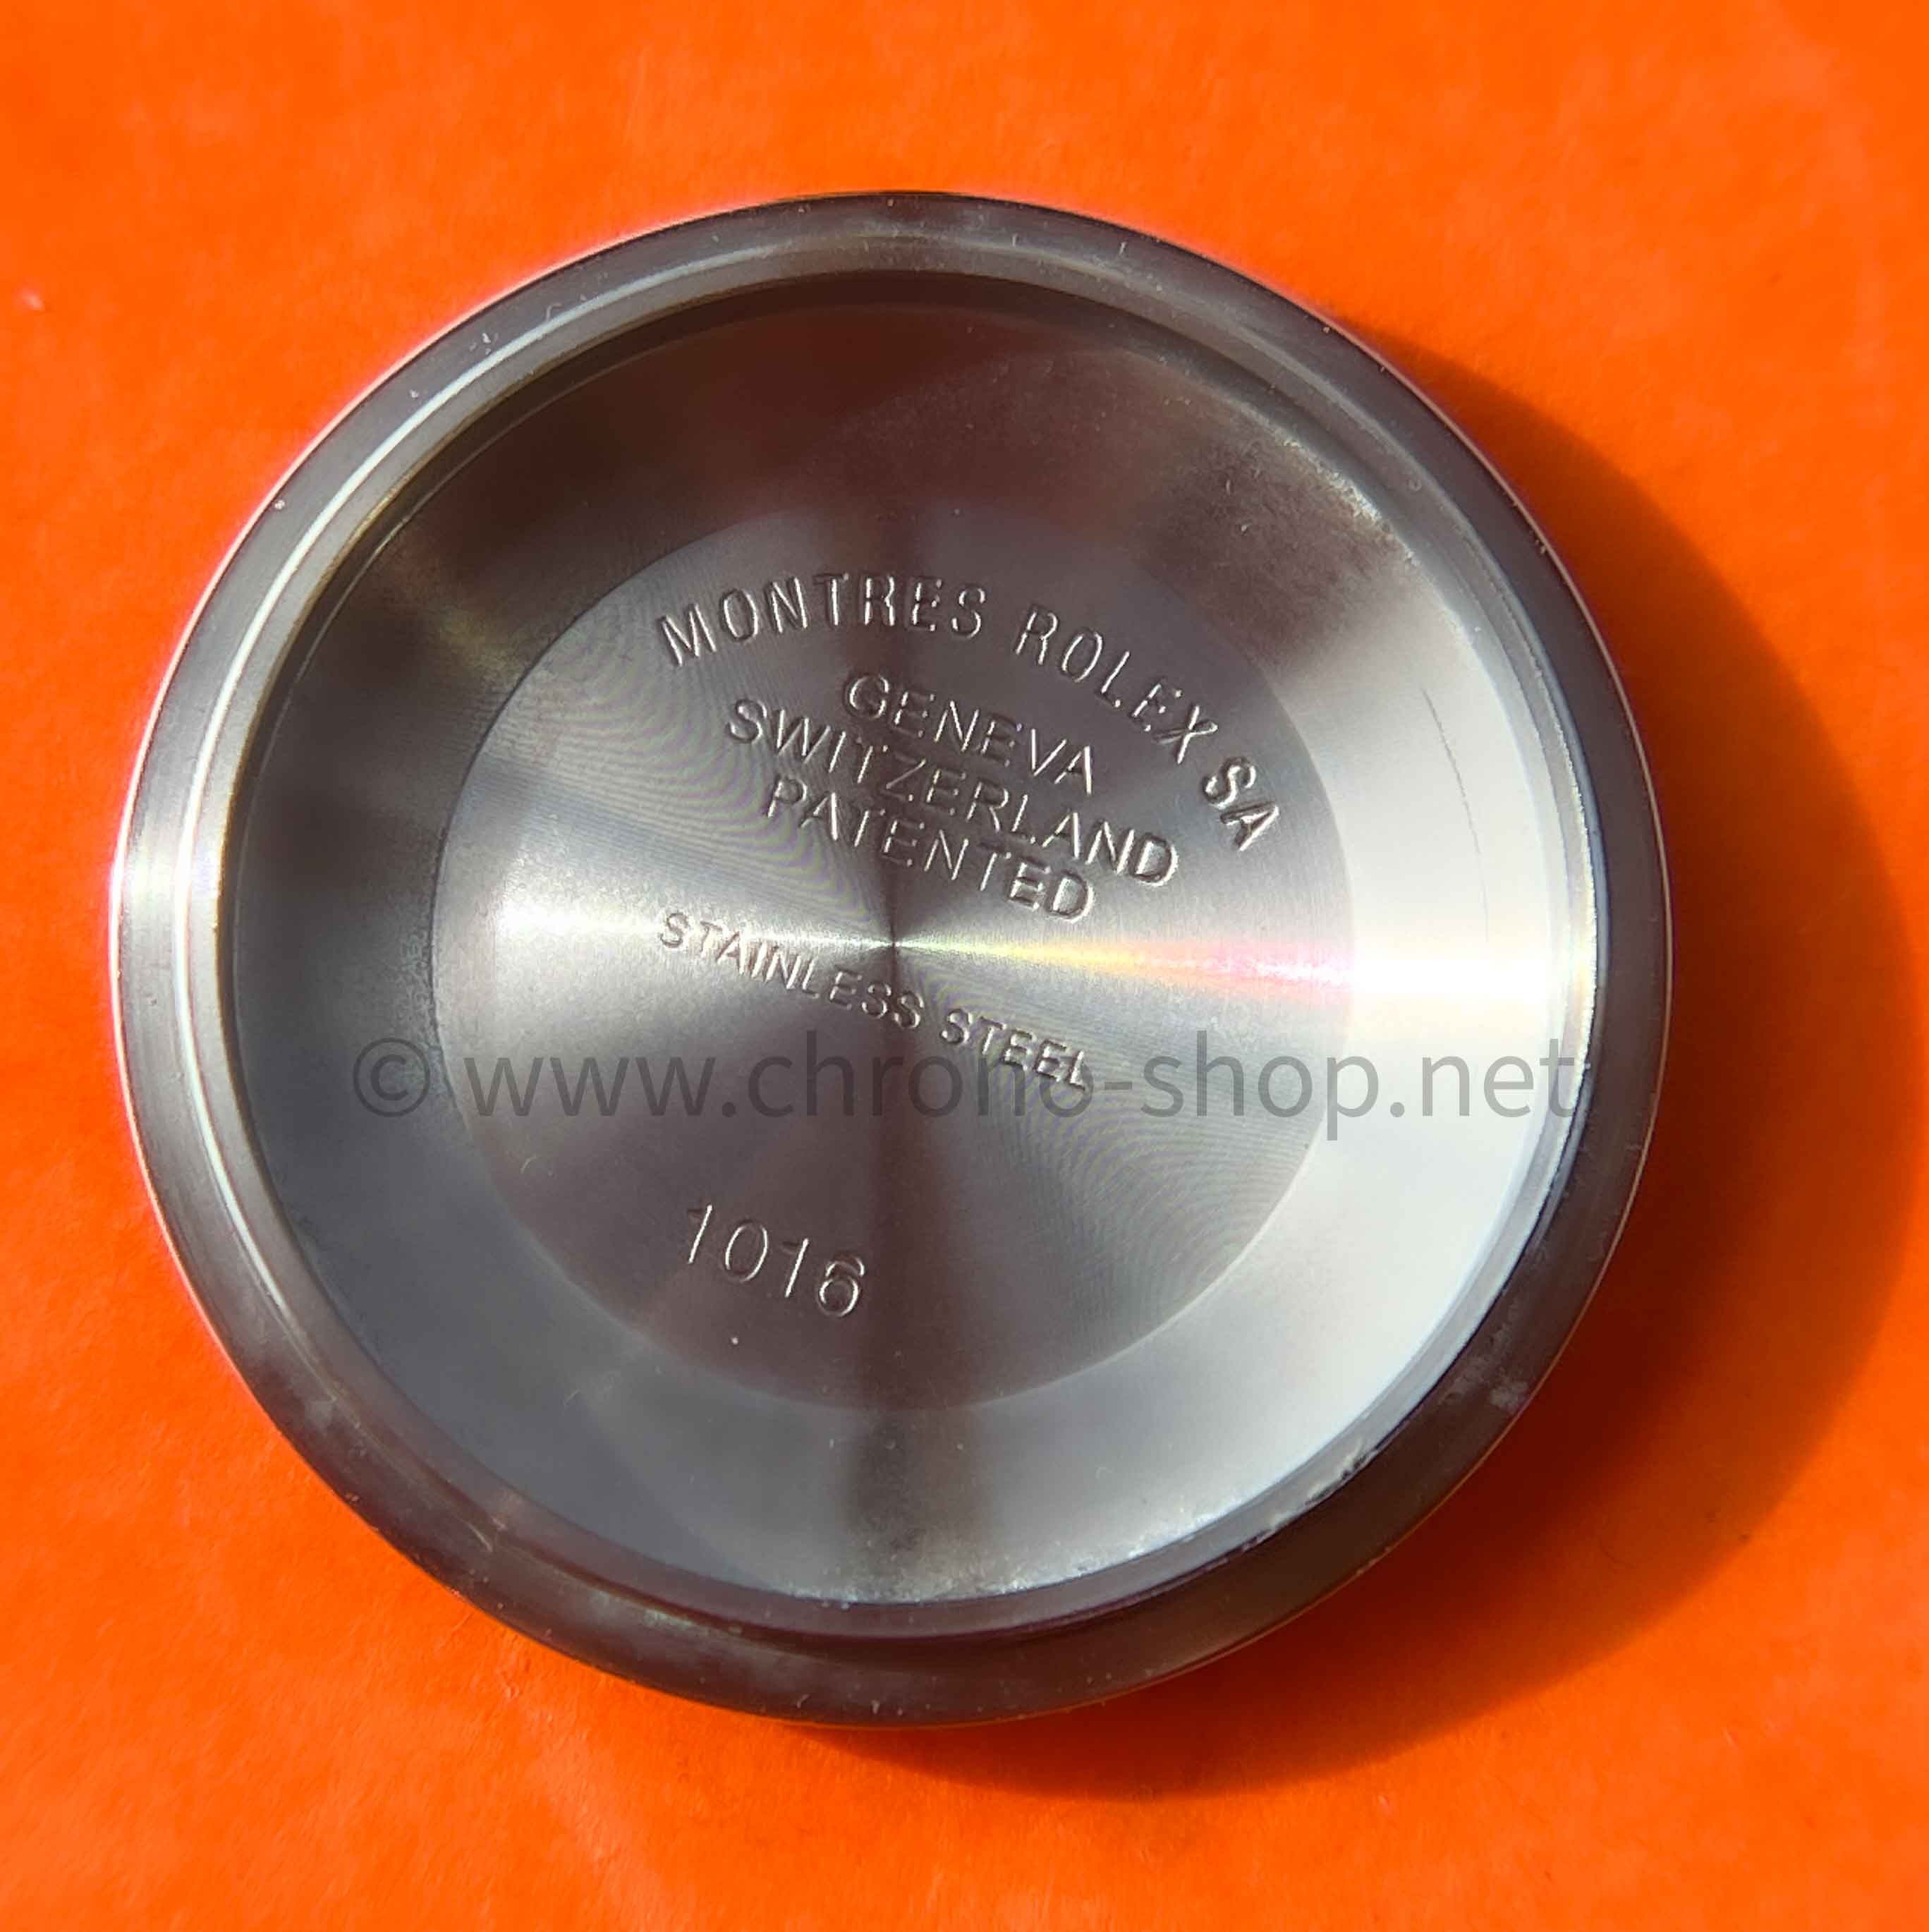 MONTRES ROLEX SA
GENEVA
SWITZERLAND
PATENTED
STAINLESS STEEL
© www.chrono-shop.net
1016